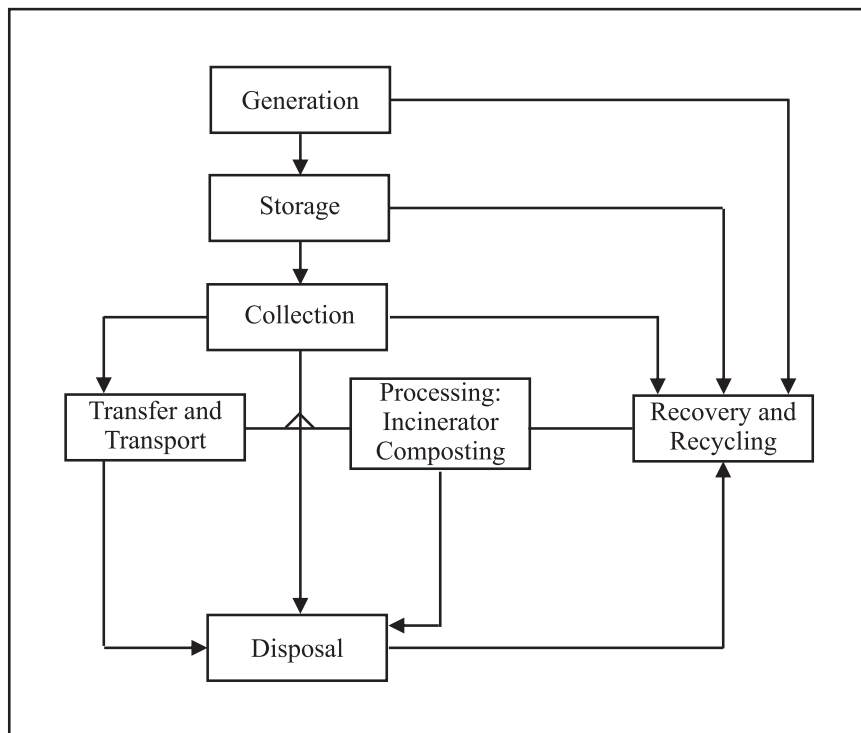 Generation
Storage
Collection
Transfer and
Transport
Processing:
Incinerator
Composting
Recovery and
Recycling
Disposal